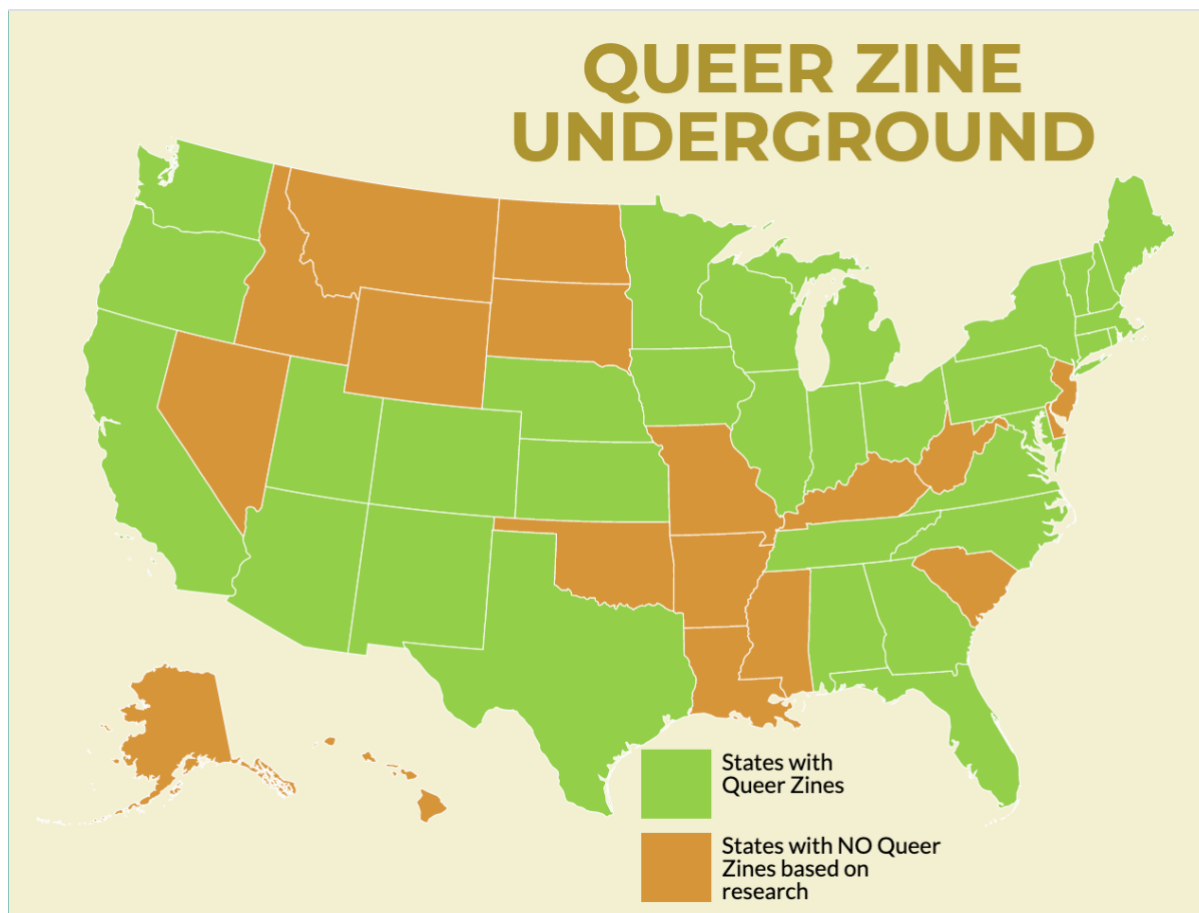 QUEER ZINE
UNDERGROUND
States with
Queer Zines
States with NO Queer
Zines based on
research